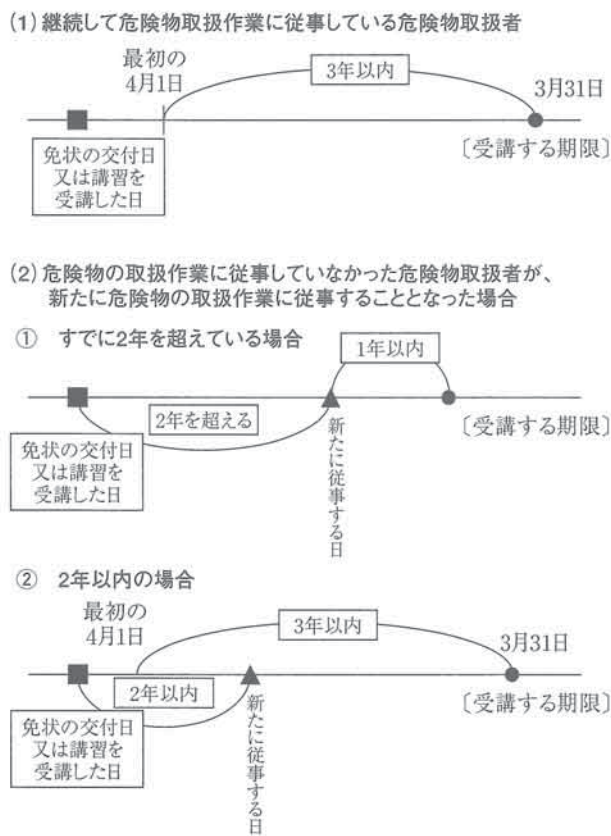 (1)継続して危険物取扱作業に従事している危険物取扱者
最初の
4月1日
3年以内
3月31日
免状の交付日
又は講習を
受講した日
〔受講する期限〕
(2)危険物の取扱作業に従事していなかった危険物取扱者が、
新たに危険物の取扱作業に従事することとなった場合
① すでに2年を超えている場合
1年以内
2年を超える
免状の交付日
又は講習を
受講した日
新たに従事する日
〔受講する期限〕
② 2年以内の場合
最初の
4月1日
3年以内
3月31日
2年以内
免状の交付日
又は講習を
受講した日
新たに従事する日
〔受講する期限〕